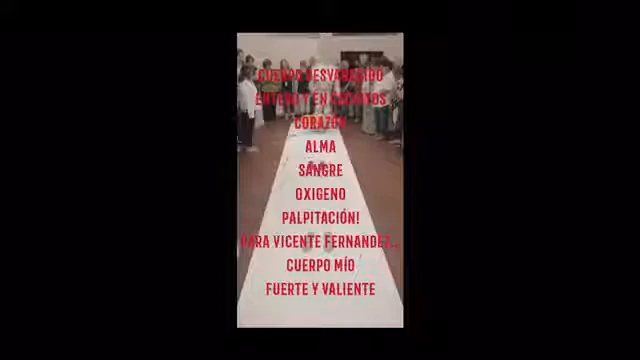 CUERPO DESVANECIDO
ENTERO Y EN
CORAZÓN
ALMA
SANGRE
OXIGENO
PALPITACIÓN!
PARA VICENTE FERNANDEZ..
CUERPO MÍO
FUERTE Y VALIENTE